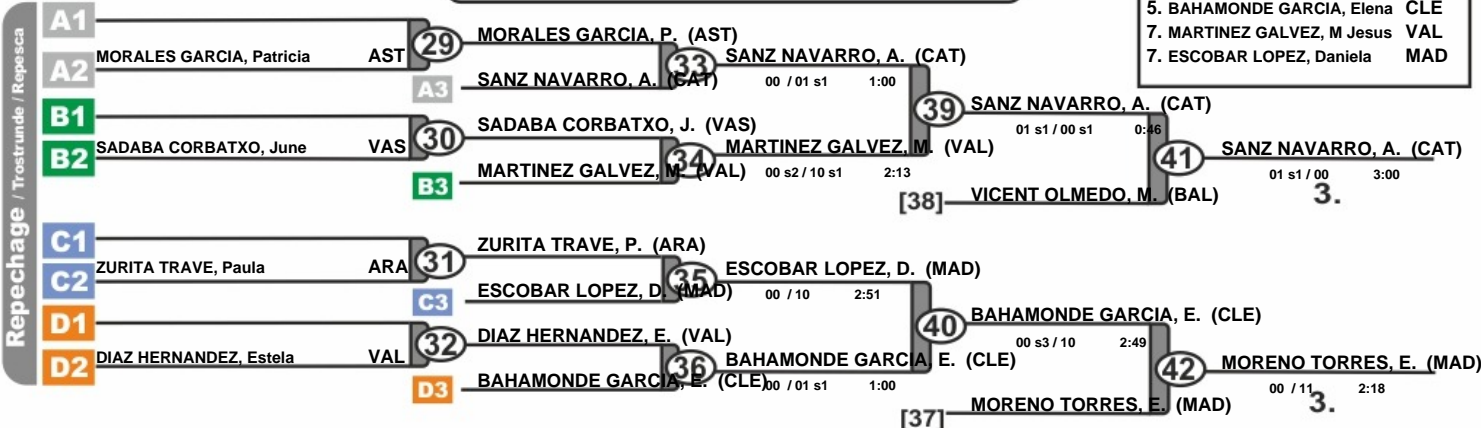 5. BAHAMONDE GARCIA, Elena CLE
7. MARTINEZ GALVEZ, M Jesus VAL
7. ESCOBAR LOPEZ, Daniela MAD
Repechage / Trostrunde / Repesca
A1
A2
MORALES GARCIA, Patricia AST
29
MORALES GARCIA, P. (AST)
A3
SANZ NAVARRO, A. (CAT)
33
SANZ NAVARRO, A. (CAT)
00 / 01 s1 1:00
B1
B2
SADABA CORBATXO, June VAS
30
SADABA CORBATXO, J. (VAS)
B3
MARTINEZ GALVEZ, M. (VAL)
34
MARTINEZ GALVEZ, M. (VAL)
00 s2 / 10 s1 2:13
39
SANZ NAVARRO, A. (CAT)
01 s1 / 00 s1 0:46
[38]
VICENT OLMEDO, M. (BAL)
41
SANZ NAVARRO, A. (CAT)
01 s1 / 00 3:00
3.
C1
C2
ZURITA TRAVE, Paula ARA
31
ZURITA TRAVE, P. (ARA)
C3
ESCOBAR LOPEZ, D. (MAD)
35
ESCOBAR LOPEZ, D. (MAD)
00 / 10 2:51
D1
D2
DIAZ HERNANDEZ, Estela VAL
32
DIAZ HERNANDEZ, E. (VAL)
D3
BAHAMONDE GARCIA, E. (CLE)
36
BAHAMONDE GARCIA, E. (CLE)
00 / 01 s1 1:00
40
BAHAMONDE GARCIA, E. (CLE)
00 s3 / 10 2:49
[37]
MORENO TORRES, E. (MAD)
42
MORENO TORRES, E. (MAD)
00 / 11 2:18
3.